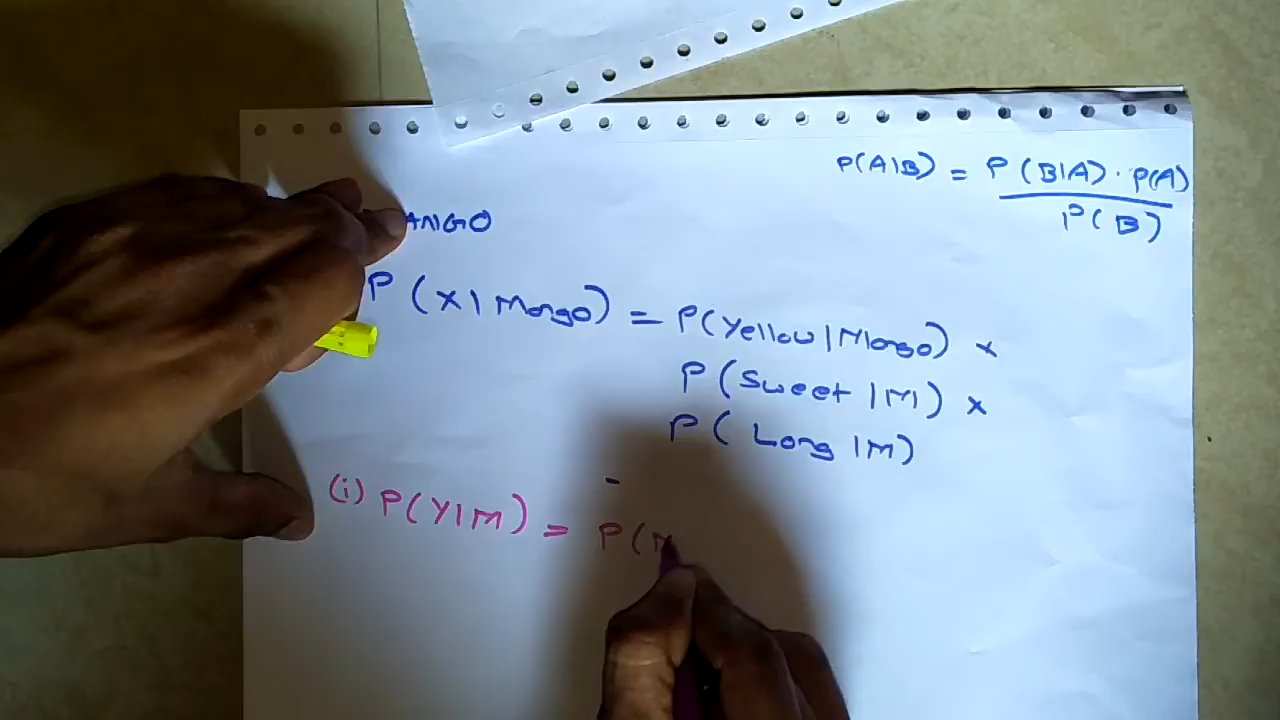 P(A|B) = P(B|A) · P(A)
P(B)
ANGO
P(X|Mango) = P(Yellow|Mango) ×
P(Sweet|M) ×
P(Long|M)
(i) P(Y|M) = P(M